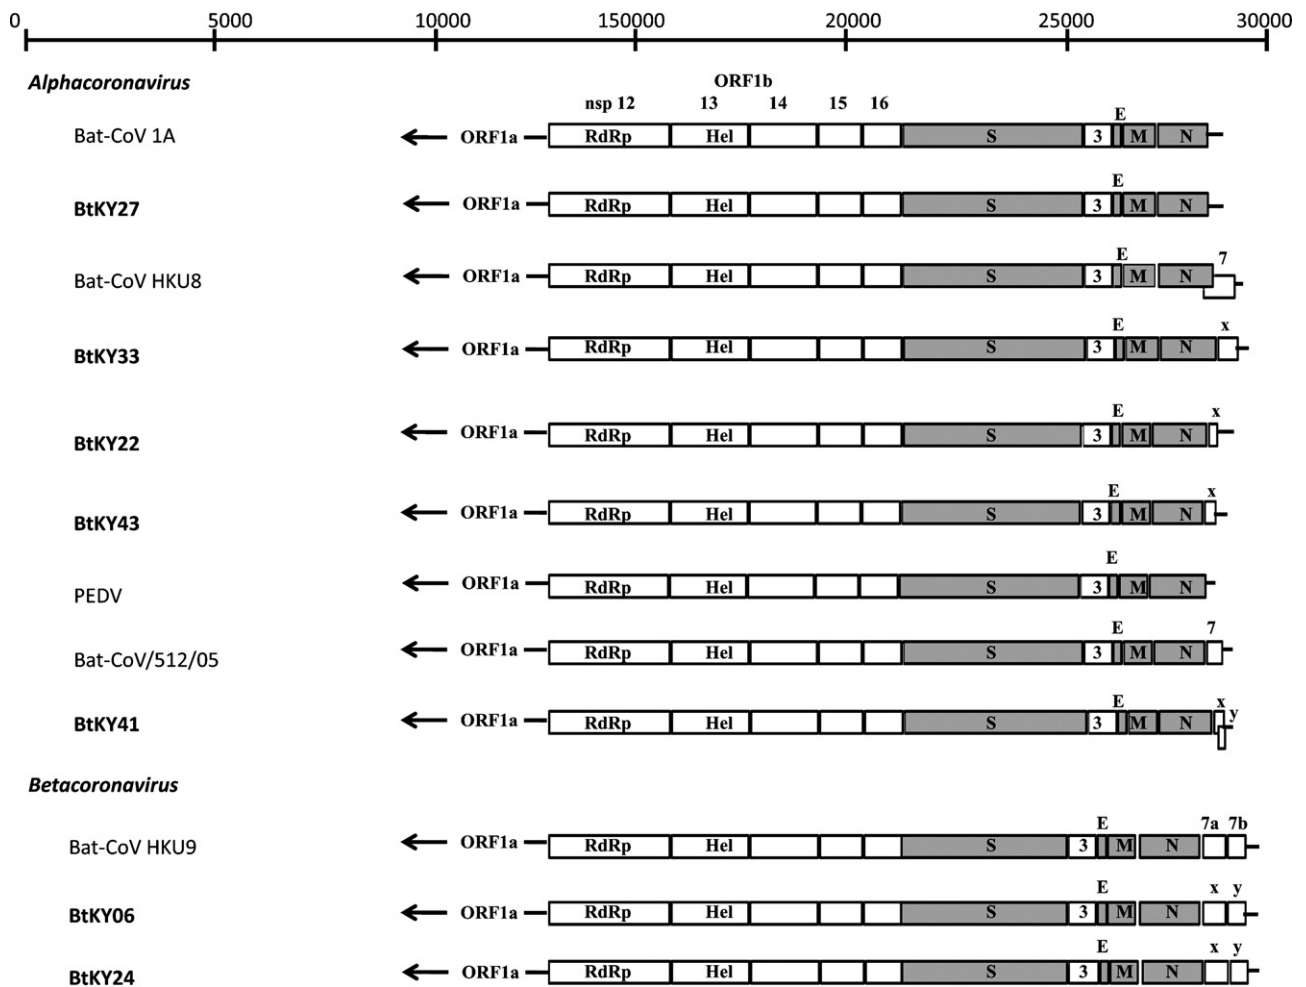 0 5000 10000 150000 20000 25000 30000
Alphacoronavirus
ORF1b
nsp 12 13 14 15 16
E
Bat-CoV 1A ORF1a RdRp Hel S 3 M N
E
BtKY27 ORF1a RdRp Hel S 3 M N
E 7
Bat-CoV HKU8 ORF1a RdRp Hel S 3 M N
E x
BtKY33 ORF1a RdRp Hel S 3 M N
E x
BtKY22 ORF1a RdRp Hel S 3 M N
E x
BtKY43 ORF1a RdRp Hel S 3 M N
E
PEDV ORF1a RdRp Hel S 3 M N
E 7
Bat-CoV/512/05 ORF1a RdRp Hel S 3 M N
E x y
BtKY41 ORF1a RdRp Hel S 3 M N
Betacoronavirus
E 7a 7b
Bat-CoV HKU9 ORF1a RdRp Hel S 3 M N
E x y
BtKY06 ORF1a RdRp Hel S 3 M N
E x y
BtKY24 ORF1a RdRp Hel S 3 M N